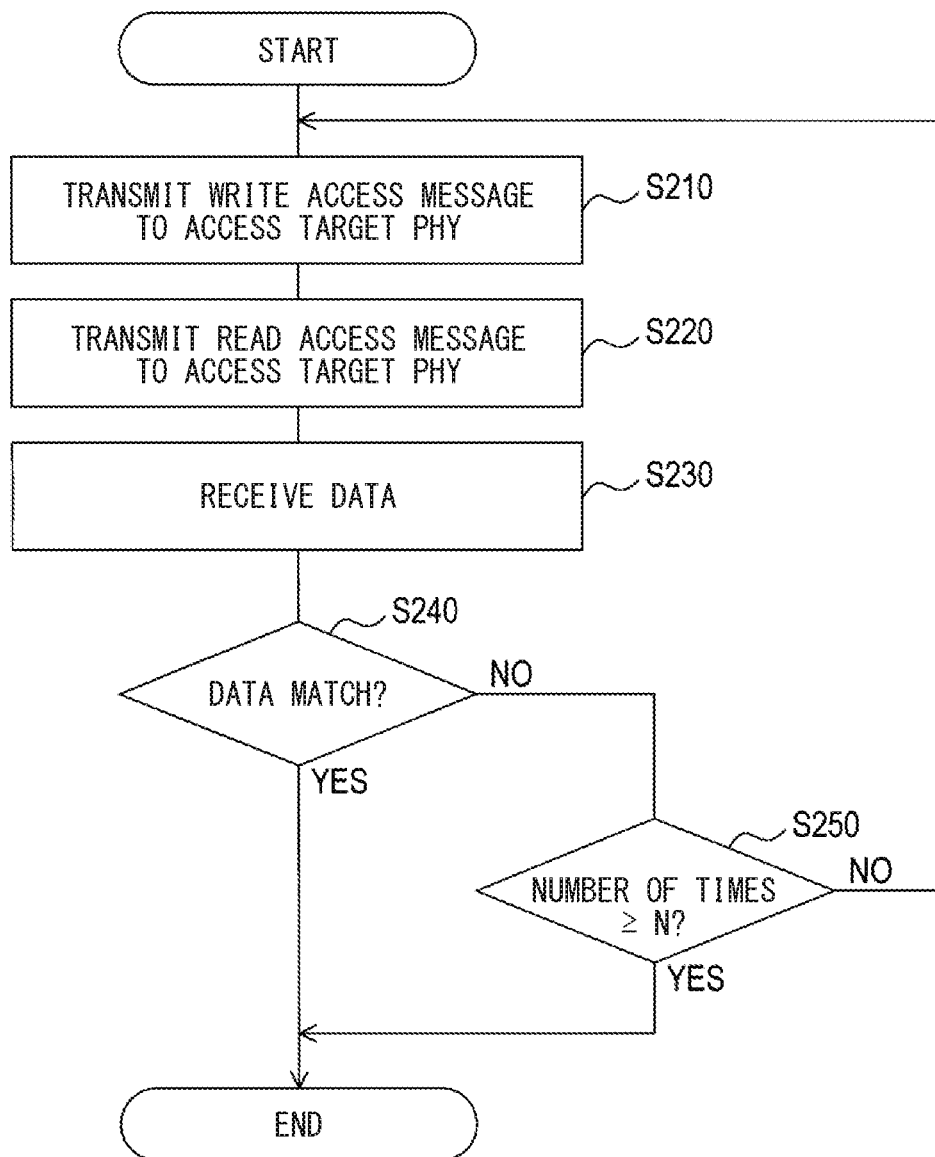 START
TRANSMIT WRITE ACCESS MESSAGE
TO ACCESS TARGET PHY
S210
TRANSMIT READ ACCESS MESSAGE
TO ACCESS TARGET PHY
S220
RECEIVE DATA
S230
S240
DATA MATCH?
NO
YES
S250
NUMBER OF TIMES
≥ N?
NO
YES
END